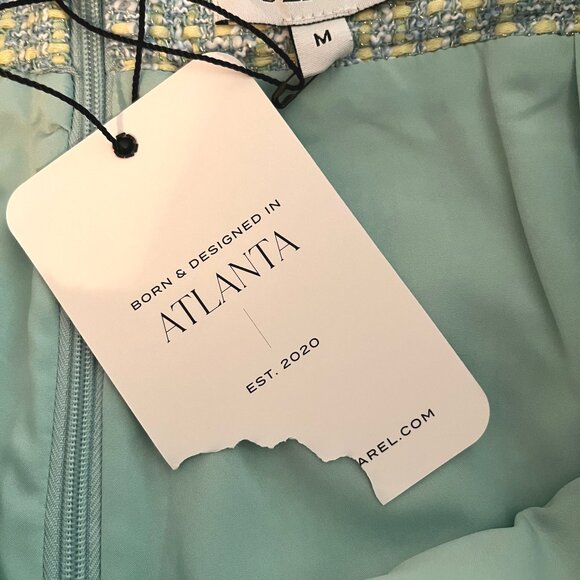 M
BORN & DESIGNED IN
ATLANTA
EST. 2020
AREL.COM